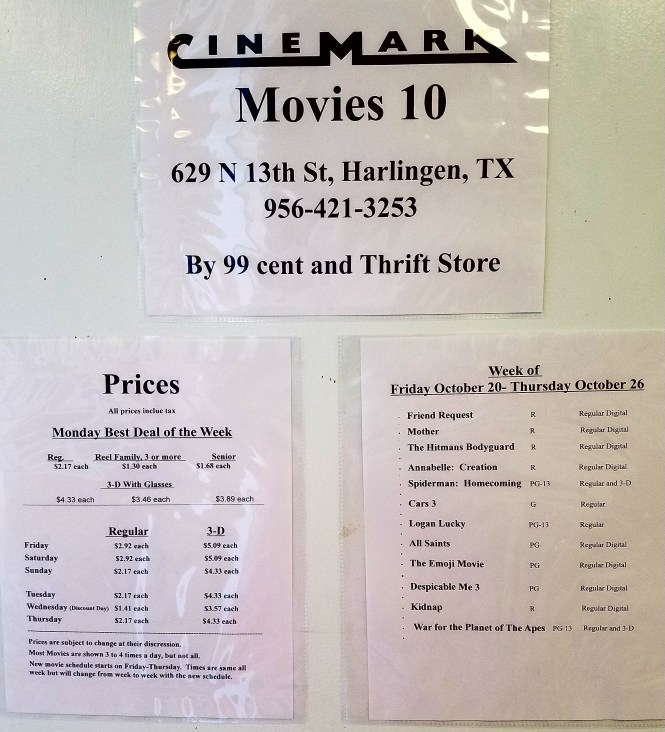 CINEMARK
Movies 10
629 N 13th St, Harlingen, TX
956-421-3253
By 99 cent and Thrift Store
Prices
All prices inclue tax
Monday Best Deal of the Week
Reg. Reel Family, 3 or more Senior
$2.17 each $1.30 each $1.68 each
3-D With Glasses
$4.33 each $3.46 each $3.89 each
Regular 3-D
Friday $2.92 each $5.09 each
Saturday $2.92 each $5.09 each
Sunday $2.17 each $4.33 each
Tuesday $2.17 each $4.33 each
Wednesday (Discount Day) $1.41 each $3.57 each
Thursday $2.17 each $4.33 each
Prices are subject to change at their discression.
Most Movies are shown 3 to 4 times a day, but not all.
New movie schedule starts on Friday-Thursday. Times are same all
week but will change from week to week with the new schedule.
Week of
Friday October 20- Thursday October 26
Friend Request R Regular Digital
Mother R Regular Digital
The Hitmans Bodyguard R Regular Digital
Annabelle: Creation R Regular Digital
Spiderman: Homecoming PG-13 Regular and 3-D
Cars 3 G Regular
Logan Lucky PG-13 Regular
All Saints PG Regular Digital
The Emoji Movie PG Regular Digital
Despicable Me 3 PG Regular Digital
Kidnap R Regular Digital
War for the Planet of The Apes PG-13 Regular and 3-D